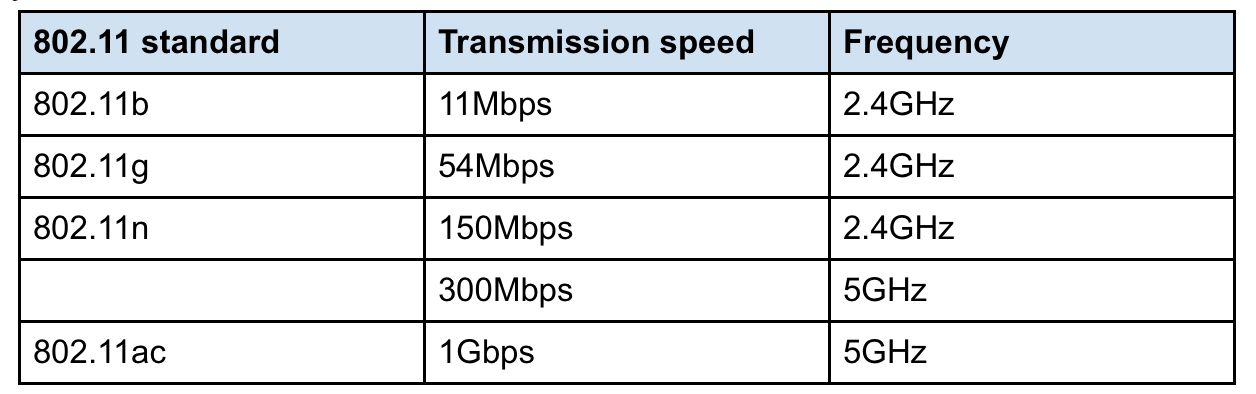 802.11 standard Transmission speed Frequency
802.11b 11Mbps 2.4GHz
802.11g 54Mbps 2.4GHz
802.11n 150Mbps 2.4GHz
300Mbps 5GHz
802.11ac 1Gbps 5GHz